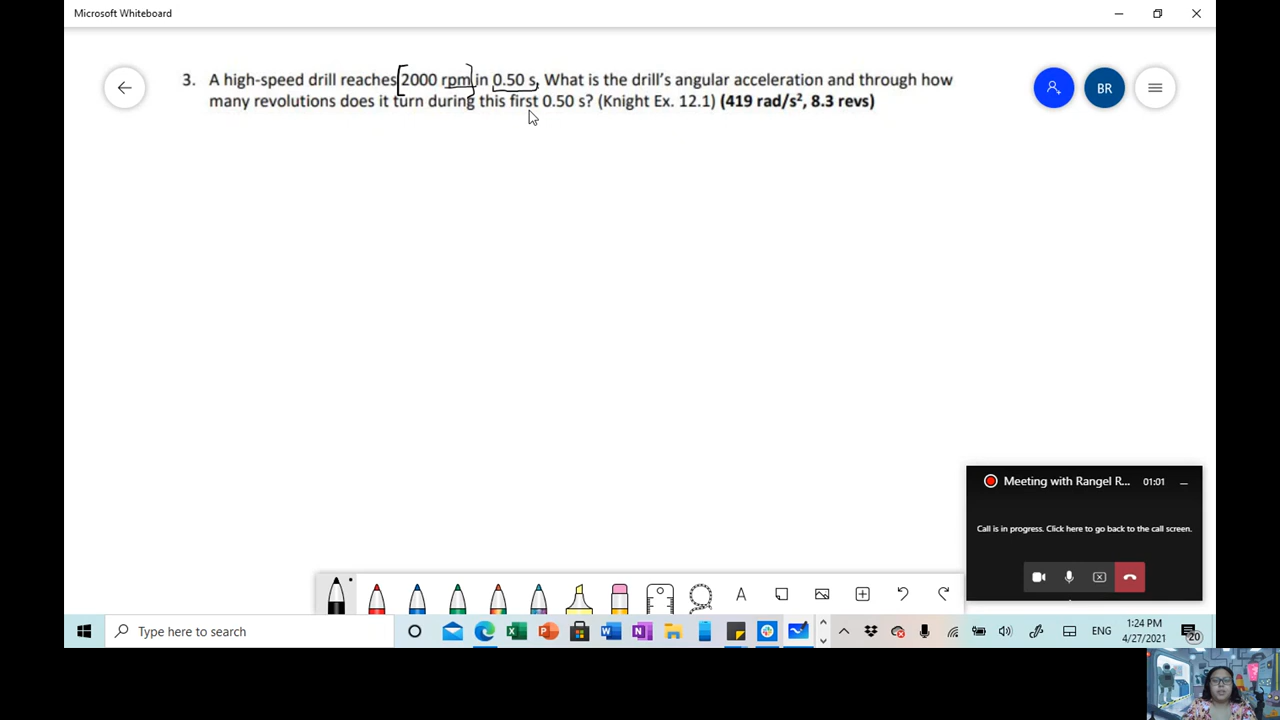 Microsoft Whiteboard
3. A high-speed drill reaches 2000 rpm in 0.50 s. What is the drill's angular acceleration and through how
many revolutions does it turn during this first 0.50 s? (Knight Ex. 12.1) (419 rad/s², 8.3 revs)
BR
Meeting with Rangel R... 01:01
Call is in progress. Click here to go back to the call screen.
A
Type here to search
ENG
1:24 PM
4/27/2021
20